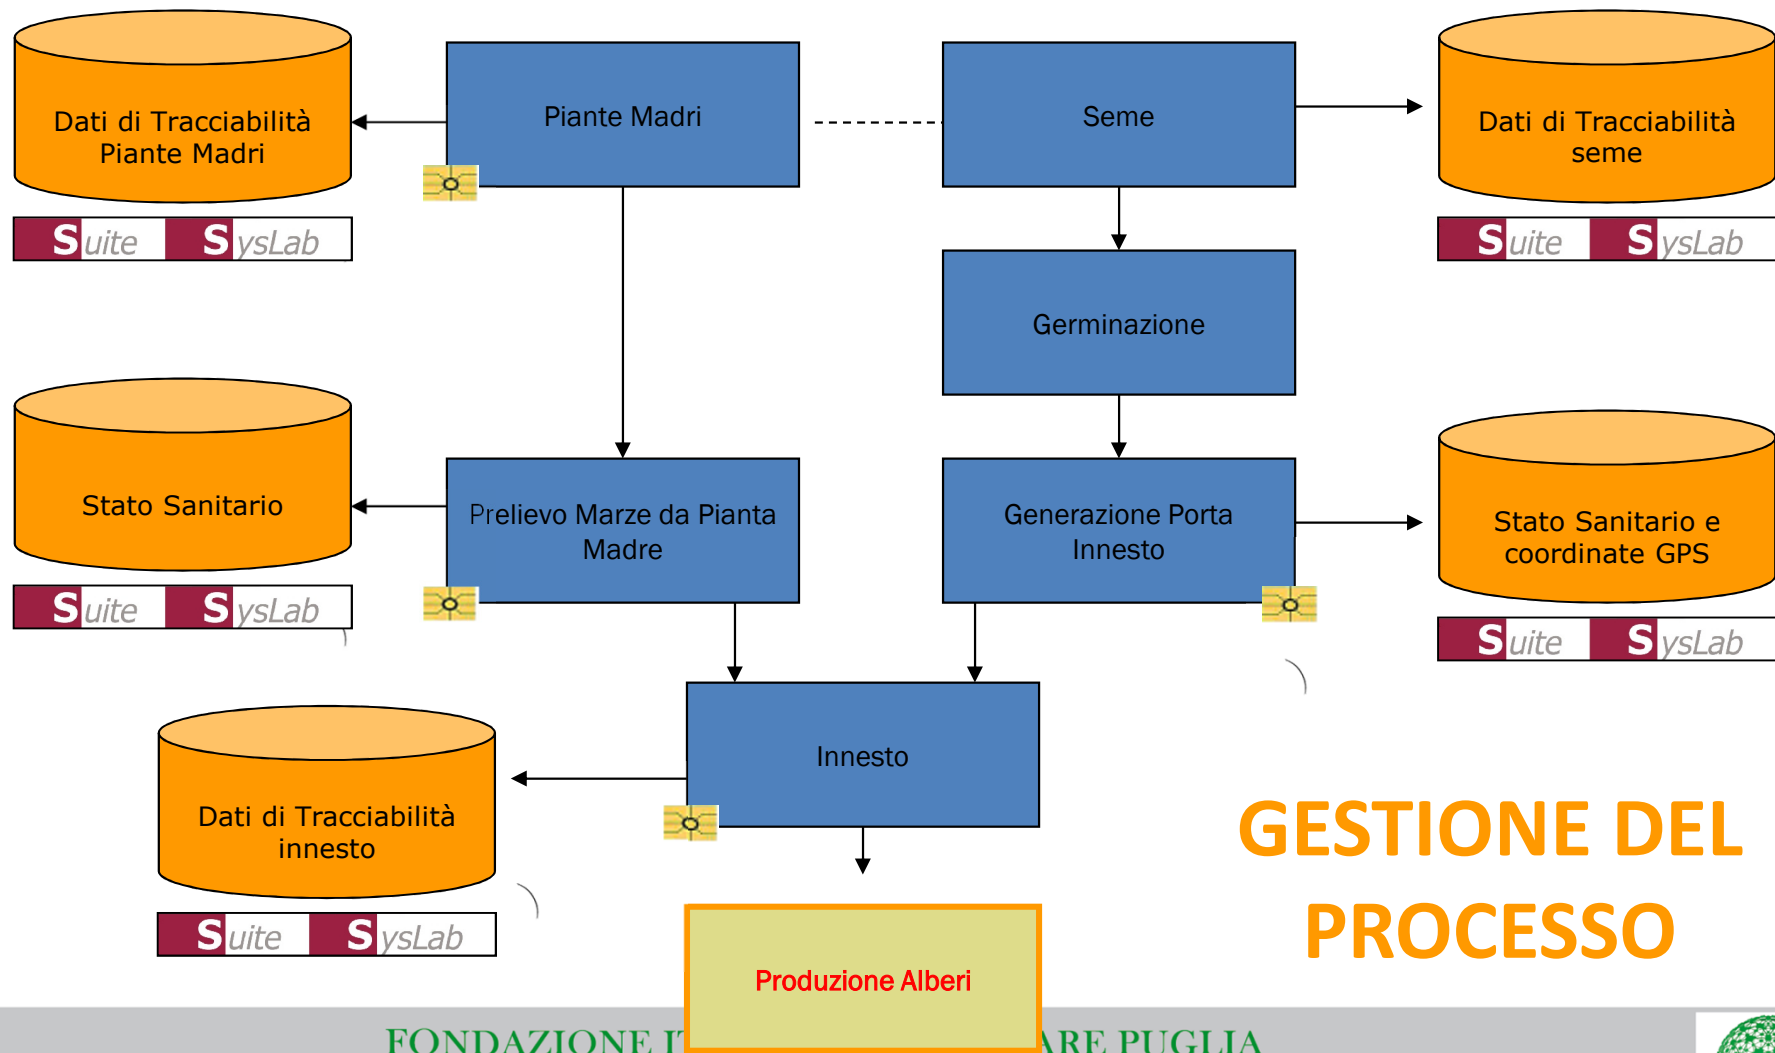 Dati di Tracciabilità
Piante Madri
Suite SysLab
Piante Madri
Seme
Dati di Tracciabilità
seme
Suite SysLab
Germinazione
Stato Sanitario
Suite SysLab
Prelievo Marze da Pianta
Madre
Generazione Porta
Innesto
Stato Sanitario e
coordinate GPS
Suite SysLab
Innesto
Dati di Tracciabilità
innesto
Suite SysLab
GESTIONE DEL
PROCESSO
Produzione Alberi
FONDAZIONE PUGLIA